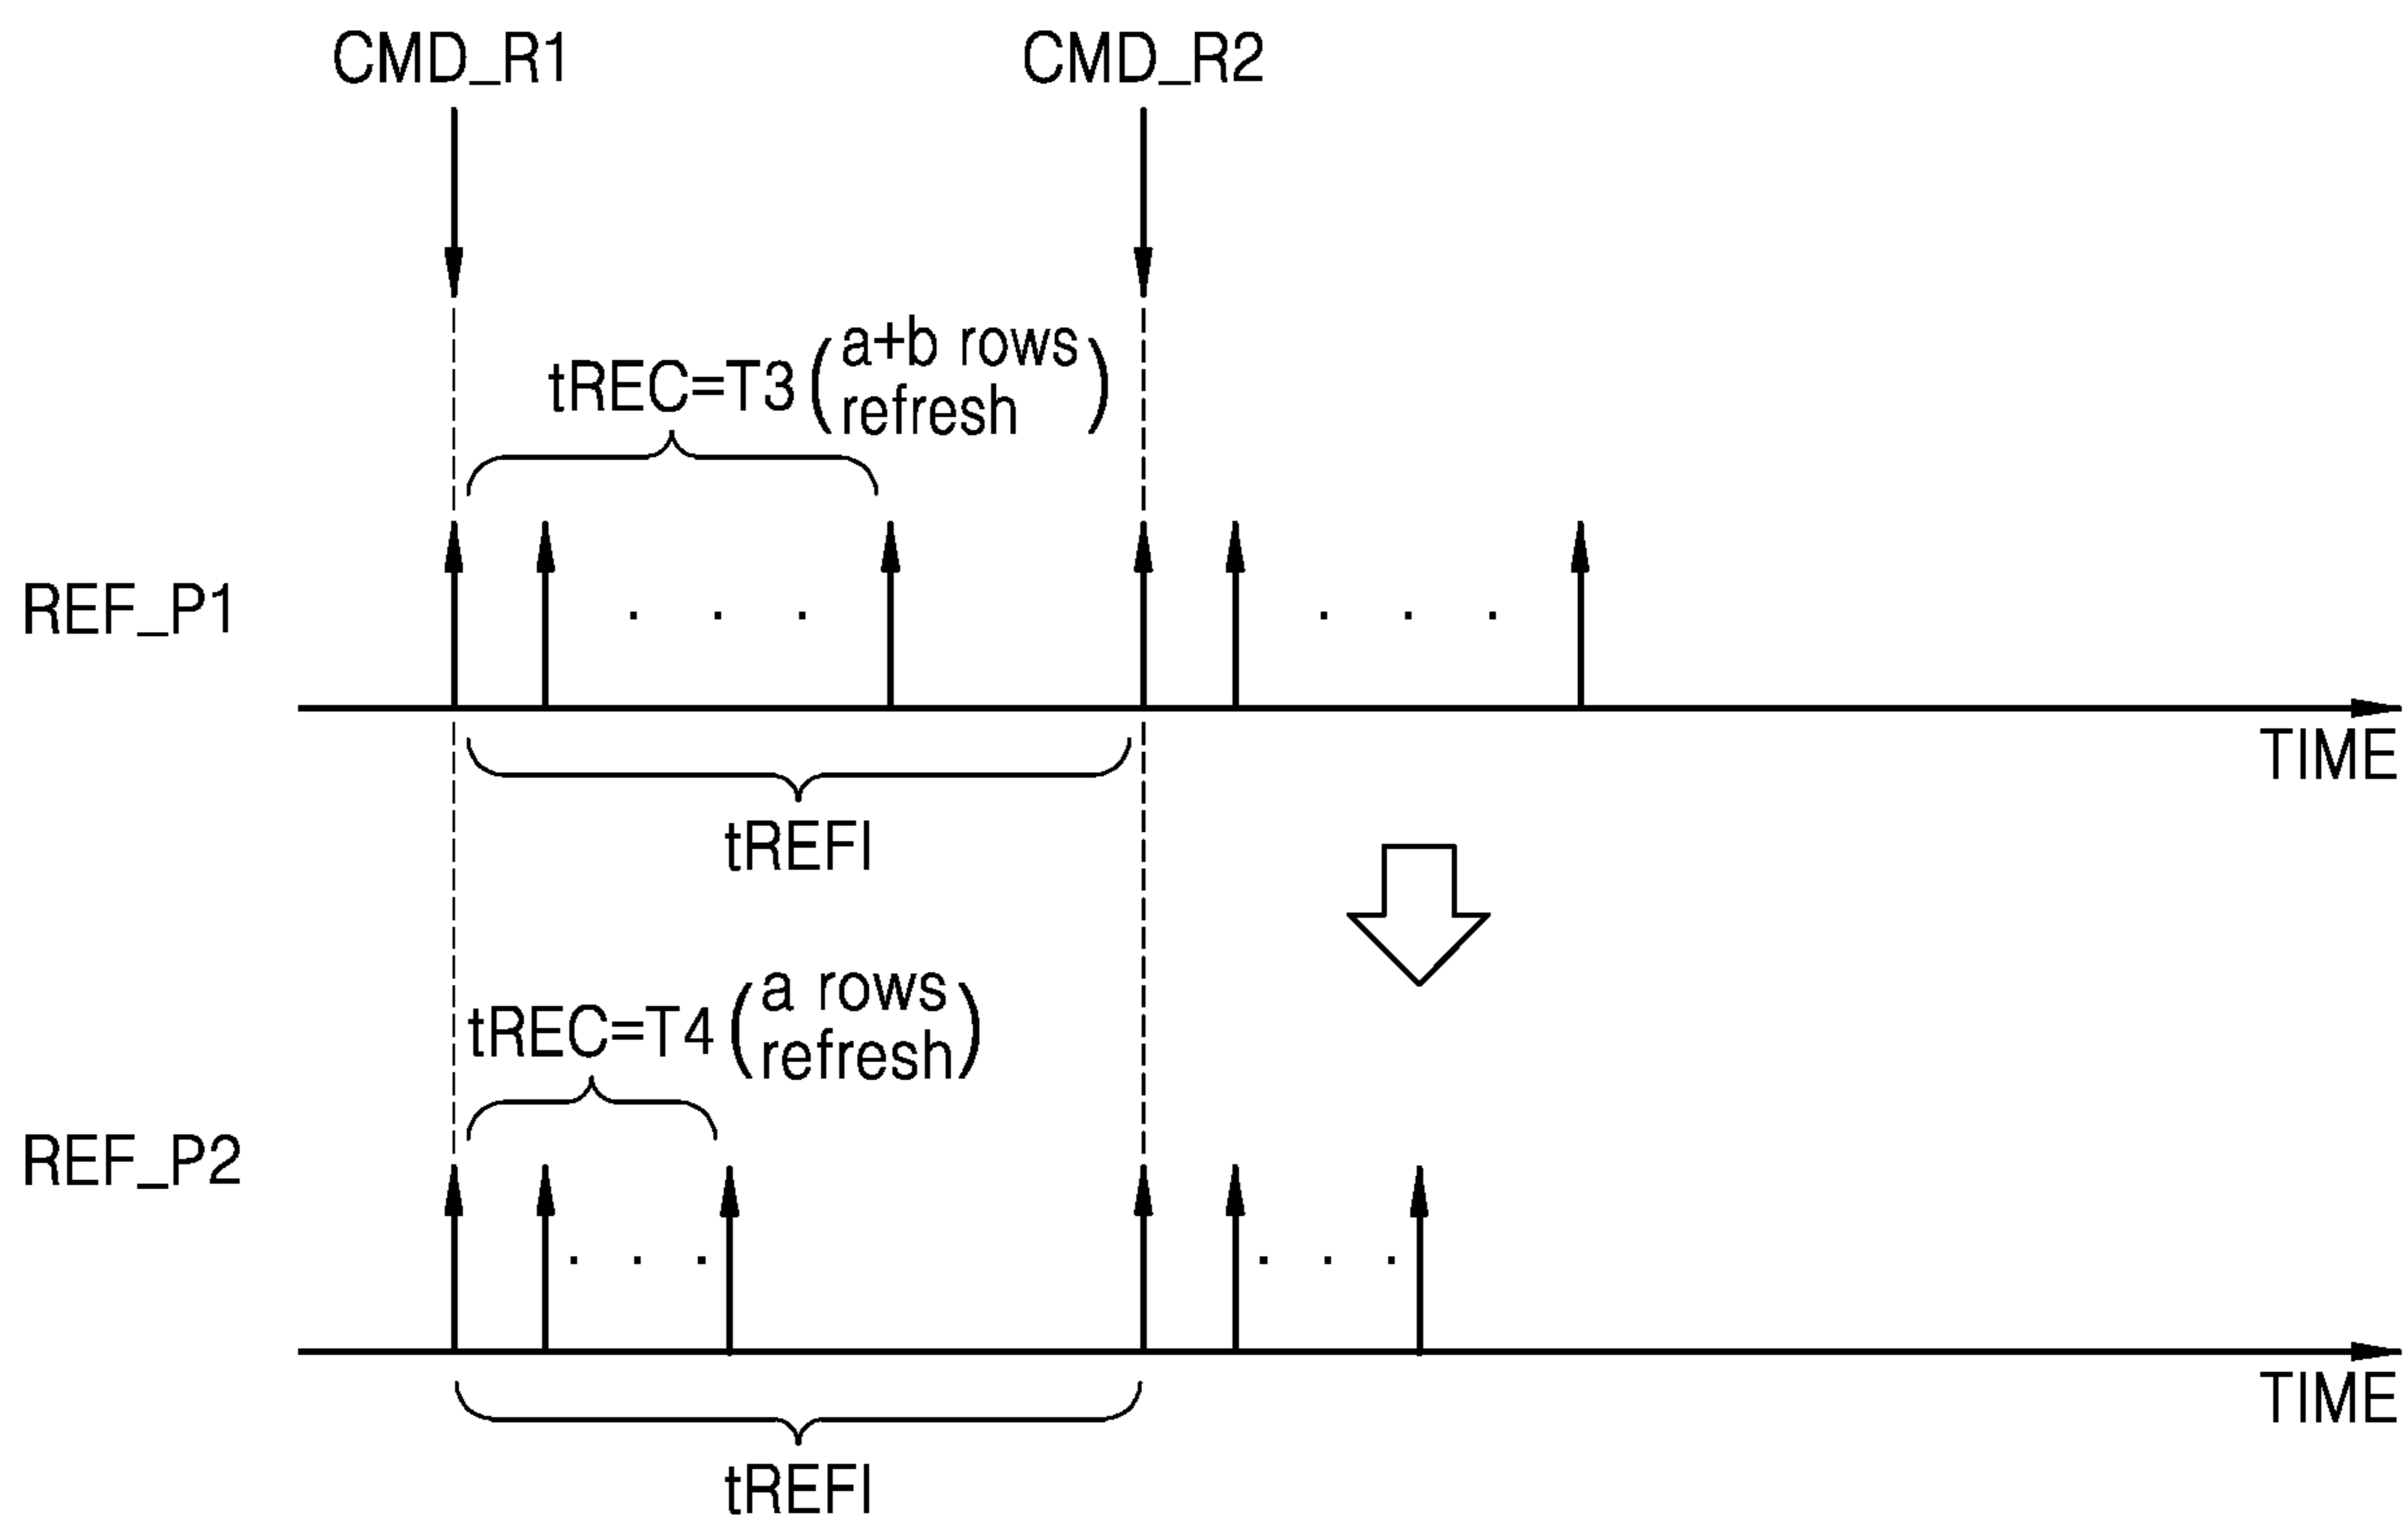 CMD_R1 CMD_R2
a+b rows
tREC=T3( refresh )
REF_P1
TIME
tREFI
a rows
tREC=T4( refresh )
REF_P2
TIME
tREFI